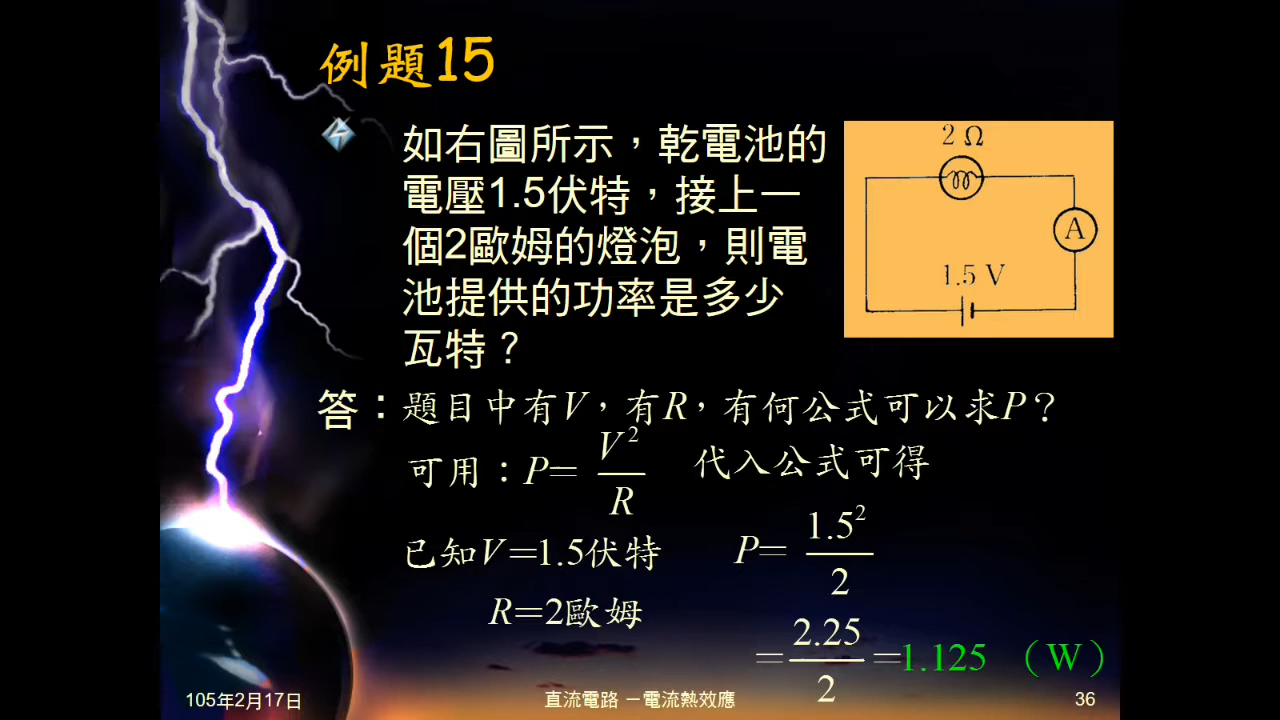 例題15
如右圖所示，乾電池的
電壓1.5伏特，接上一
個2歐姆的燈泡，則電
池提供的功率是多少
瓦特？
2 Ω
A
1.5 V
答：題目中有V，有R，有何公式可以求P？
可用：P= V²/R 代入公式可得
已知V=1.5伏特
R=2歐姆
P= 1.5²/2
= 2.25/2 =1.125 （W）
105年2月17日
直流電路 －電流熱效應
36